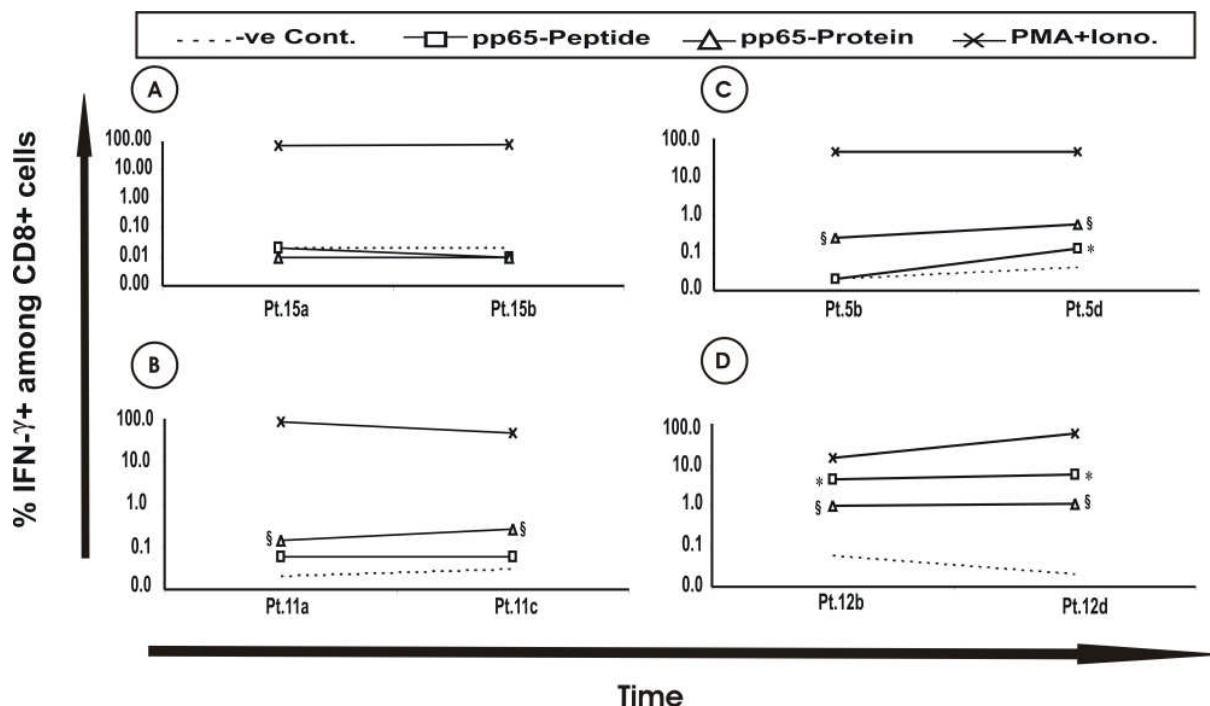 -ve Cont. pp65-Peptide pp65-Protein PMA+Iono.
% IFN-γ+ among CD8+ cells
A
100.00
10.00
1.00
0.10
0.01
0.00
Pt.15a Pt.15b
B
100.0
10.0
1.0
0.1
0.0
§ §
Pt.11a Pt.11c
C
100.0
10.0
1.0
0.1
0.0
§ §
*
Pt.5b Pt.5d
D
100.0
10.0
1.0
0.1
0.0
* *
§ §
Pt.12b Pt.12d
Time